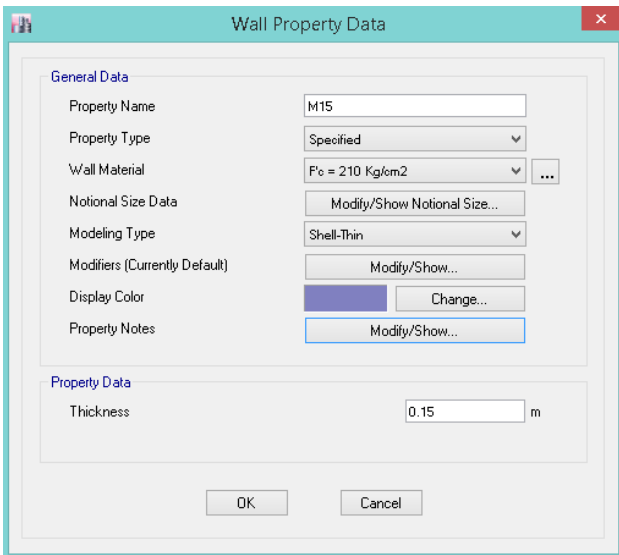 Wall Property Data
General Data
Property Name M15
Property Type Specified
Wall Material F'c = 210 Kg/cm2 ...
Notional Size Data Modify/Show Notional Size...
Modeling Type Shell-Thin
Modifiers (Currently Default) Modify/Show...
Display Color Change...
Property Notes Modify/Show...
Property Data
Thickness 0.15 m
OK Cancel